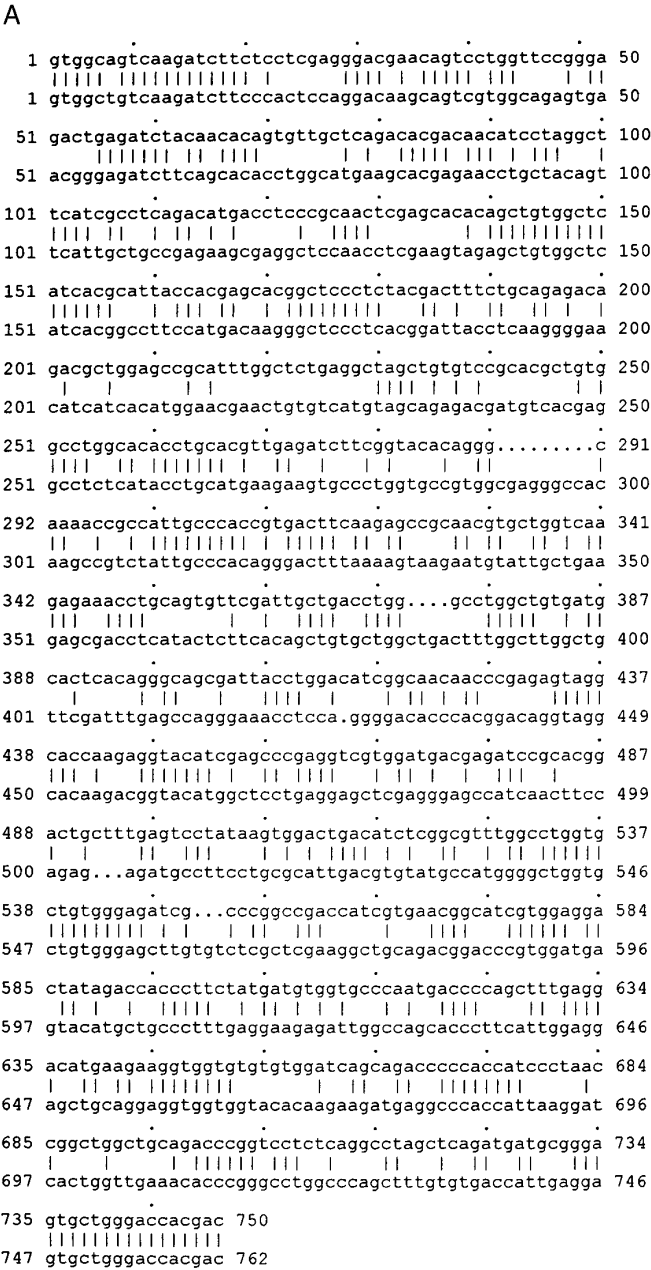 A
1 gtggcagtcaagatcttctcctcgagggacgaacagtcctggttccggga 50
1 gtggctgtcaagatcttcccactccaggacaagcagtcgtggcagagtga 50
51 gactgagatctacaacacagtgttgctcagacacgacaacatcctaggct 100
51 acgggagatcttcagcacacctggcatgaagcacgagaacctgctacagt 100
101 tcatcgcctcagacatgacctcccgcaactcgagcacacagctgtggctc 150
101 tcattgctgccgagaagcgaggctccaacctcgaagtagagctgtggctc 150
151 atcacgcattaccacgagcacggctccctctacgactttctgcagagaca 200
151 atcacggccttccatgacaagggctccctcacggattacctcaaggggaa 200
201 gacgctggagccgcatttggctctgaggctagctgtgtccgcacgctgtg 250
201 catcatcacatggaacgaactgtgtcatgtagcagagacgatgtcacgag 250
251 gcctggcacacctgcacgttgagatcttcggtacacaggg.........c 291
251 gcctctcatacctgcatgaagaagtgccctggtgccgtggcgagggccac 300
292 aaaaccgccattgcccaccgtgacttcaagagccgcaacgtgctggtcaa 341
301 aagccgtctattgcccacagggactttaaaagtaagaatgtattgctgaa 350
342 gagaaacctgcagtgttcgattgctgacctgg....gcctggctgtgatg 387
351 gagcgacctcatactcttcacagctgtgctggctgactttggcttggctg 400
388 cactcacagggcagcgattacctggacatcggcaacaacccgagagtagg 437
401 ttcgatttgagccagggaaacctcca.ggggacacccacggacaggtagg 449
438 caccaagaggtacatcgagcccgaggtcgtggatgacgagatccgcacgg 487
450 cacaagacggtacatggctcctgaggagctcgagggagccatcaacttcc 499
488 actgctttgagtcctataagtggactgacatctcggcgtttggcctggtg 537
500 agag...agatgccttcctgcgcattgacgtgtatgccatggggctggtg 546
538 ctgtgggagatcg...cccggccgaccatcgtgaacggcatcgtggagga 584
547 ctgtgggagcttgtgtctcgctcgaaggctgcagacggacccgtggatga 596
585 ctatagaccacccttctatgatgtggtgcccaatgaccccagctttgagg 634
597 gtacatgctgccctttgaggaagagattggccagcacccttcattggagg 646
635 acatgaagaaggtggtgtgtgtggatcagcagacccccaccatccctaac 684
647 agctgcaggaggtggtggtacacaagaagatgaggcccaccattaaggat 696
685 cggctggctgcagacccggtcctctcaggcctagctcagatgatgcggga 734
697 cactggttgaaacacccgggcctggcccagctttgtgtgaccattgagga 746
735 gtgctgggaccacgac 750
747 gtgctgggaccacgac 762